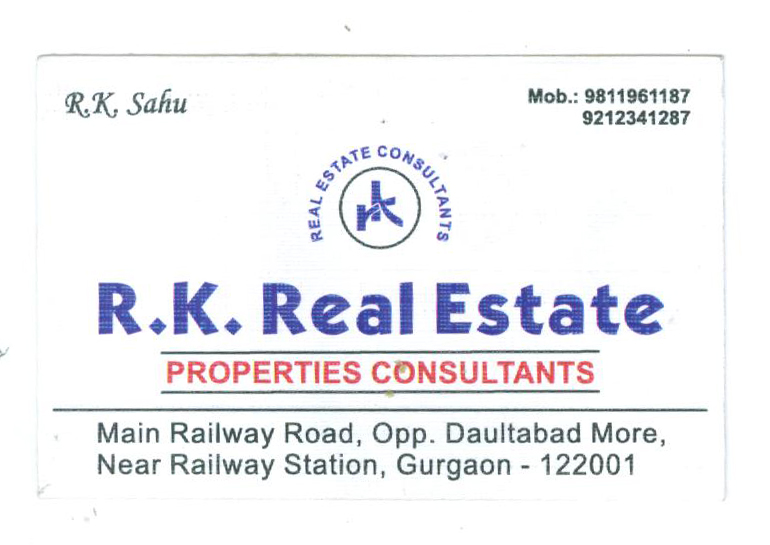 R.K. Sahu
Mob.: 9811961187
9212341287
REAL ESTATE CONSULTANTS
rk
R.K. Real Estate
PROPERTIES CONSULTANTS
Main Railway Road, Opp. Daultabad More,
Near Railway Station, Gurgaon - 122001